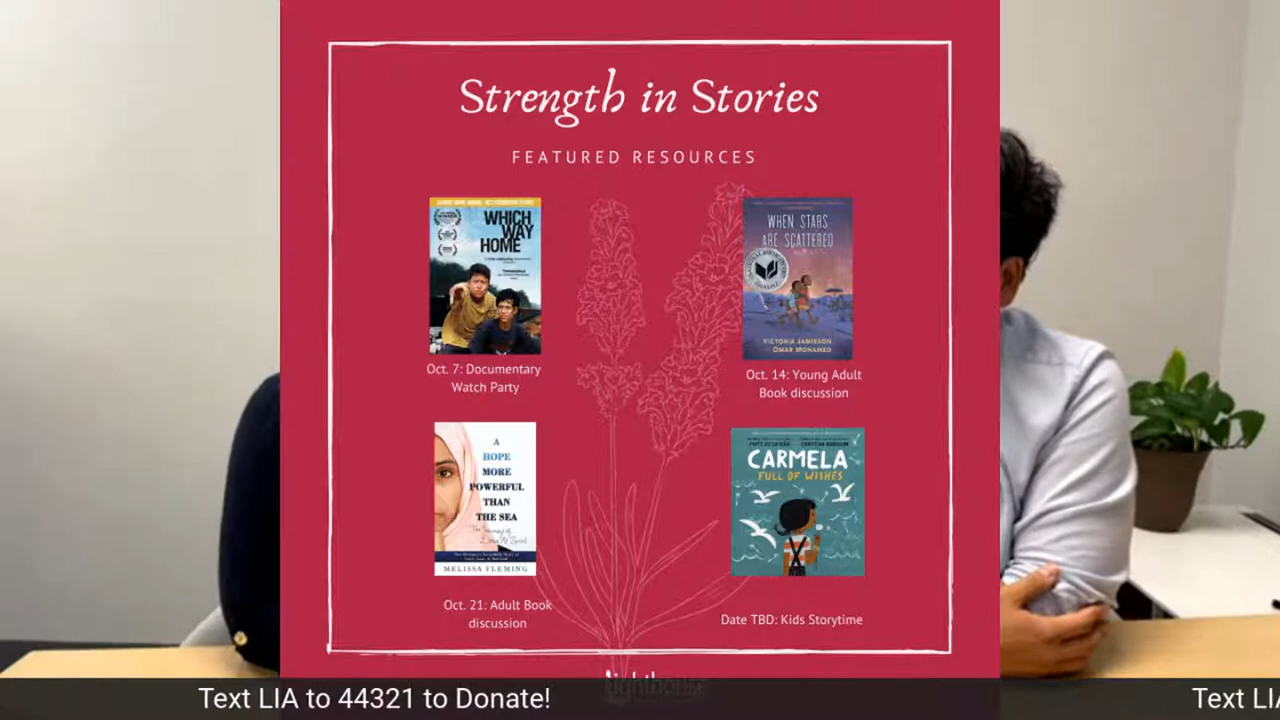 Strength in Stories
FEATURED RESOURCES
WHICH
WAY
HOME
Oct. 7: Documentary
Watch Party
WHEN STARS
ARE SCATTERED
VICTORIA JAMIESON
OMAR MOHAMED
Oct. 14: Young Adult
Book discussion
A
HOPE
MORE
POWERFUL
THAN
THE SEA
MELISSA FLEMING
Oct. 21: Adult Book
discussion
CARMELA
FULL OF WISHES
Date TBD: Kids Storytime
lighthouse
Text LIA to 44321 to Donate!
Text LIA